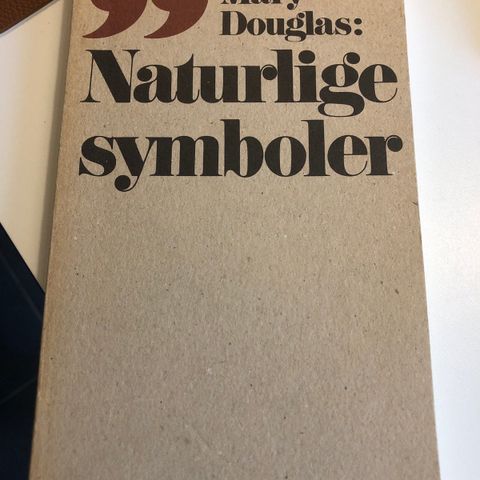 ”
Mary
Douglas:
Naturlige
symboler